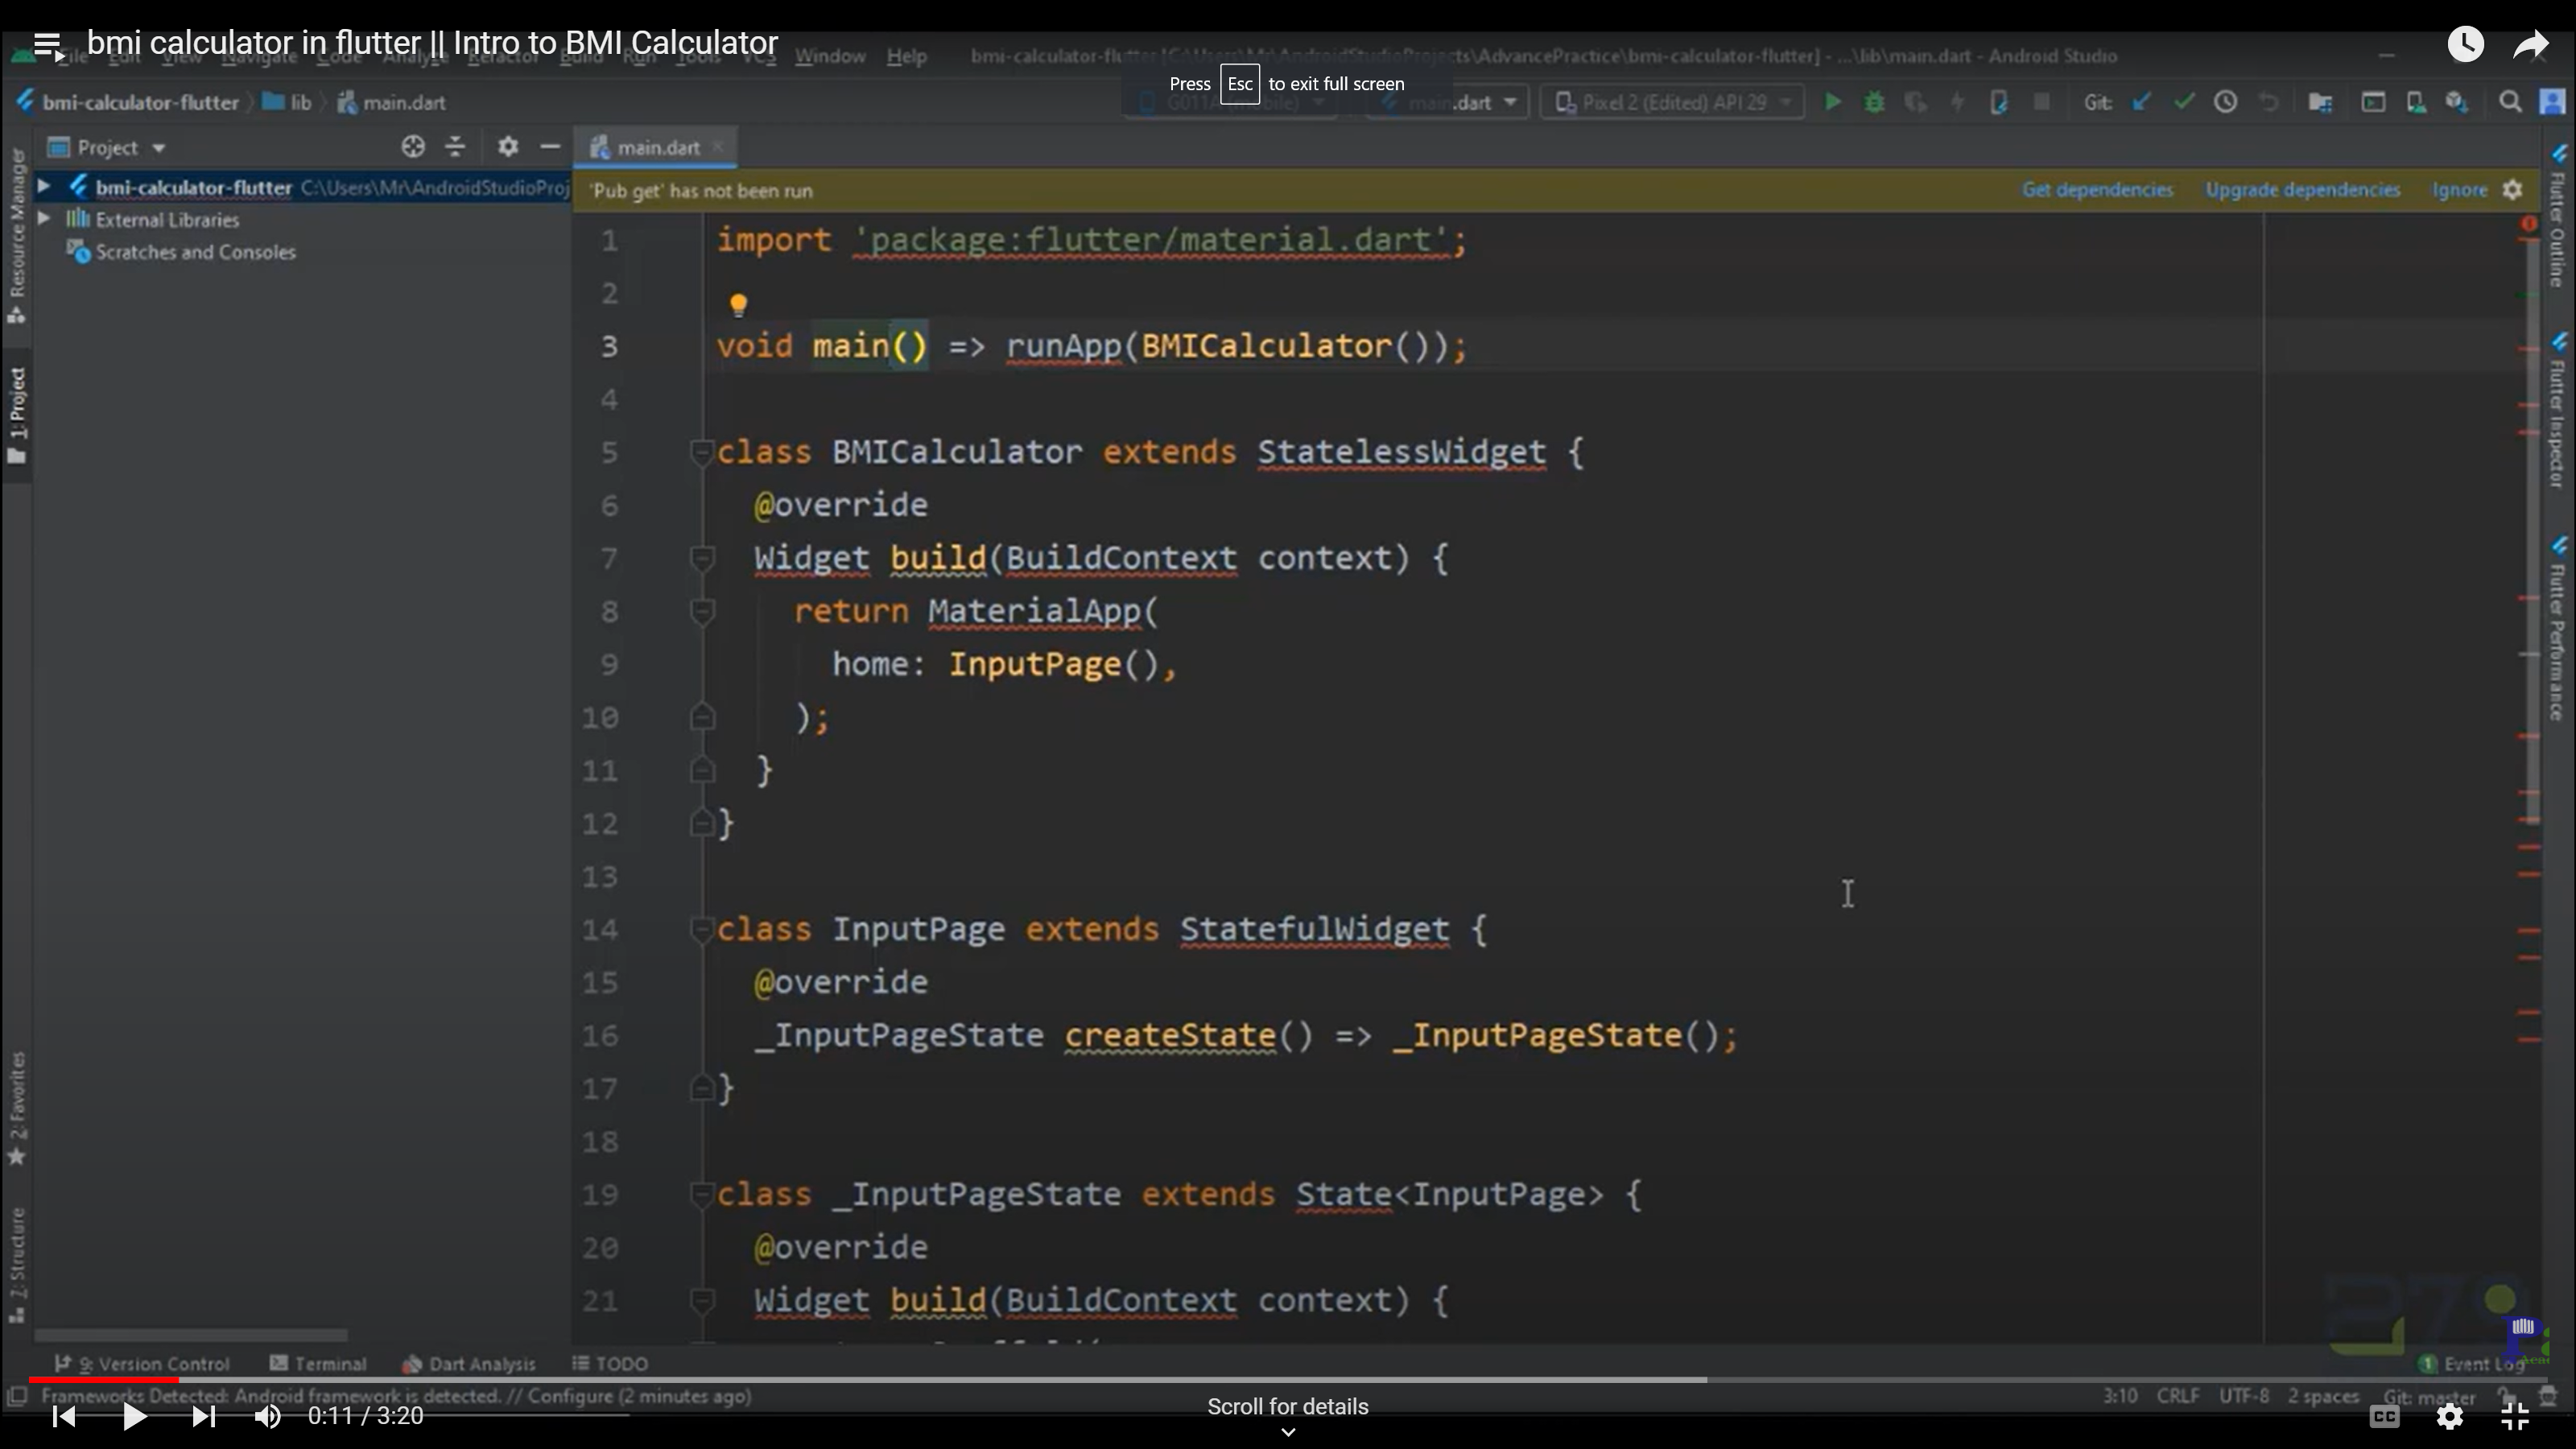 bmi calculator in flutter || Intro to BMI Calculator
File Edit View Navigate Code Analyze Refactor Build Run Tools VCS Window Help
bmi-calculator-flutter [C:\Users\Mr\AndroidStudioProjects\AdvancePractice\bmi-calculator-flutter] - ...\lib\main.dart - Android Studio
Press Esc to exit full screen
bmi-calculator-flutter lib main.dart
main.dart Pixel 2 (Edited) API 29 Git:
Project
main.dart
bmi-calculator-flutter C:\Users\Mr\AndroidStudioProj
'Pub get' has not been run
Get dependencies Upgrade dependencies Ignore
External Libraries
Scratches and Consoles
Resource Manager
1: Project
2: Favorites
7: Structure
Flutter Outline
Flutter Inspector
Flutter Performance
1 import 'package:flutter/material.dart';
2
3 void main() => runApp(BMICalculator());
4
5 class BMICalculator extends StatelessWidget {
6 @override
7 Widget build(BuildContext context) {
8 return MaterialApp(
9 home: InputPage(),
10 );
11 }
12 }
13
14 class InputPage extends StatefulWidget {
15 @override
16 _InputPageState createState() => _InputPageState();
17 }
18
19 class _InputPageState extends State<InputPage> {
20 @override
21 Widget build(BuildContext context) {
9: Version Control Terminal Dart Analysis TODO
1 Event Log
Frameworks Detected: Android framework is detected. // Configure (2 minutes ago)
3:10 CRLF UTF-8 2 spaces Git: master
0:11 / 3:20
Scroll for details
CC